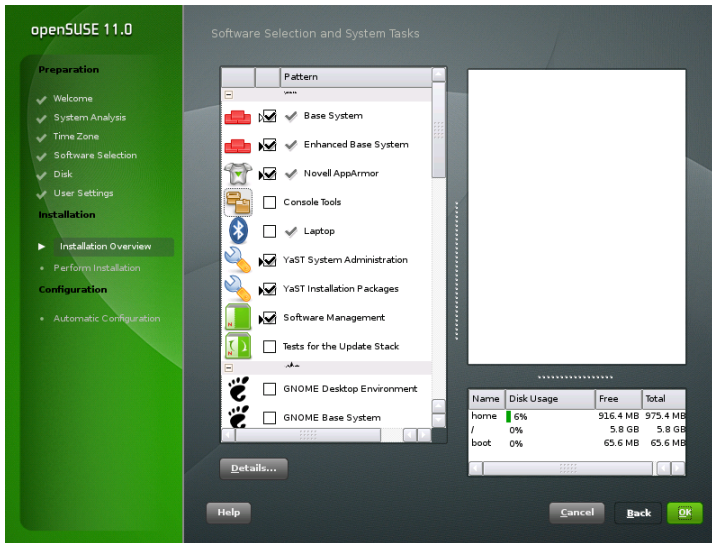 openSUSE 11.0
Preparation
Welcome
System Analysis
Time Zone
Software Selection
Disk
User Settings
Installation
Installation Overview
Perform Installation
Configuration
Automatic Configuration
Software Selection and System Tasks
Pattern
Base System
Enhanced Base System
Novell AppArmor
Console Tools
Laptop
YaST System Administration
YaST Installation Packages
Software Management
Tests for the Update Stack
GNOME Desktop Environment
GNOME Base System
Details...
Name Disk Usage Free Total
home 6% 916.4 MB 975.4 MB
/ 0% 5.8 GB 5.8 GB
boot 0% 65.6 MB 65.6 MB
Help
Cancel
Back
OK